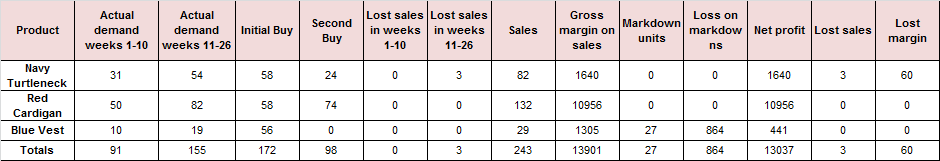 Product Actual demand weeks 1-10 Actual demand weeks 11-26 Initial Buy Second Buy Lost sales in weeks 1-10 Lost sales in weeks 11-26 Sales Gross margin on sales Markdown units Loss on markdow ns Net profit Lost sales Lost margin
Navy Turtleneck 31 54 58 24 0 3 82 1640 0 0 1640 3 60
Red Cardigan 50 82 58 74 0 0 132 10956 0 0 10956 0 0
Blue Vest 10 19 56 0 0 0 29 1305 27 864 441 0 0
Totals 91 155 172 98 0 3 243 13901 27 864 13037 3 60